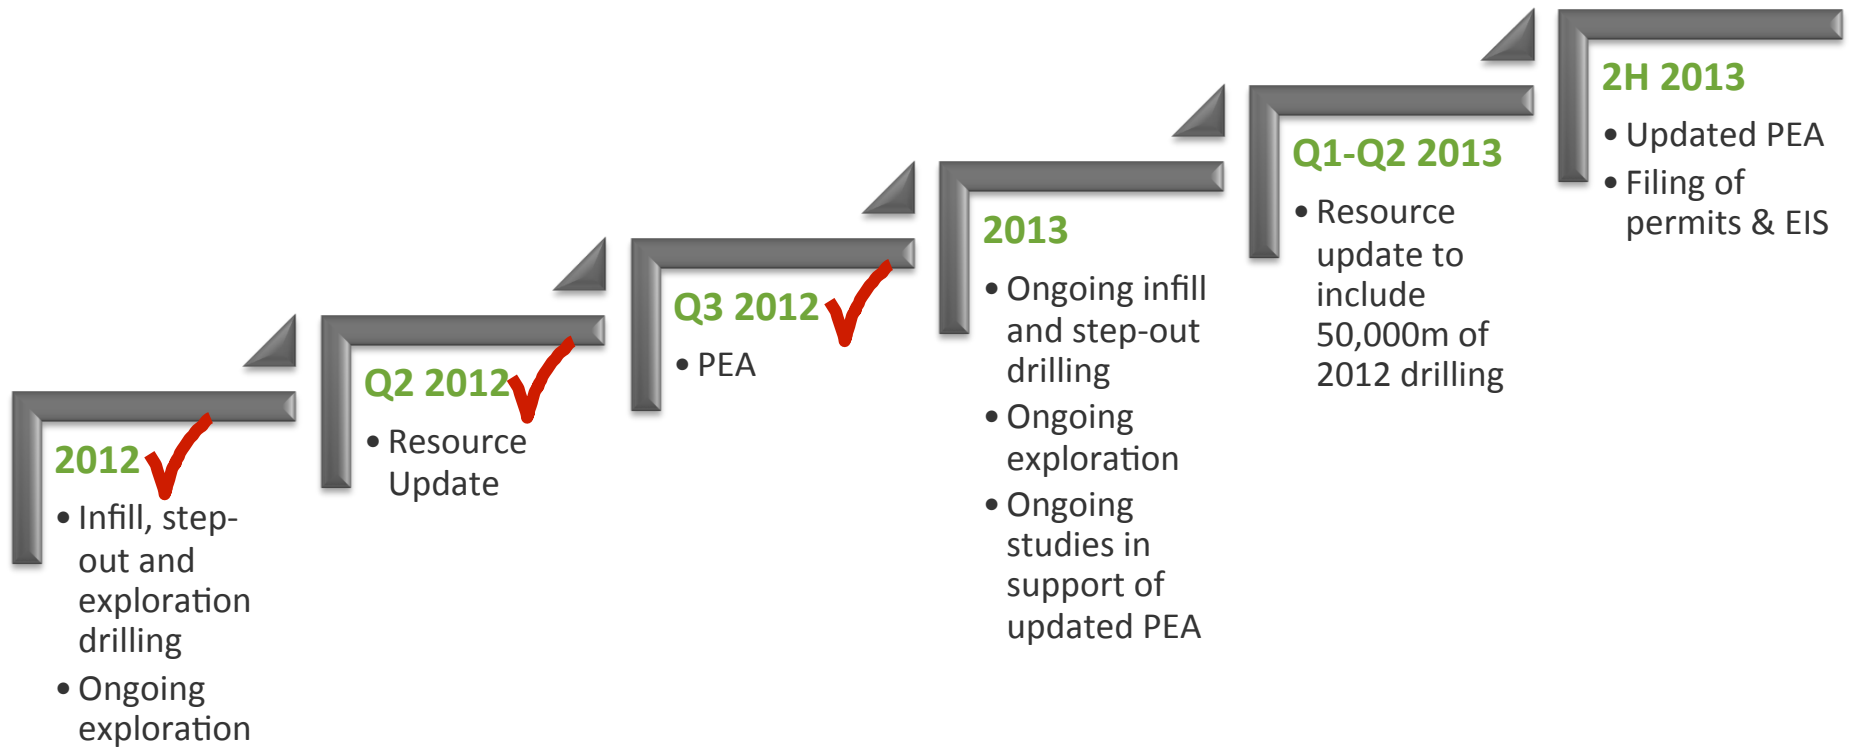 2012
• Infill, step-
out and
exploration
drilling
• Ongoing
exploration
Q2 2012
• Resource
Update
Q3 2012
• PEA
2013
• Ongoing infill
and step-out
drilling
• Ongoing
exploration
• Ongoing
studies in
support of
updated PEA
Q1-Q2 2013
• Resource
update to
include
50,000m of
2012 drilling
2H 2013
• Updated PEA
• Filing of
permits & EIS